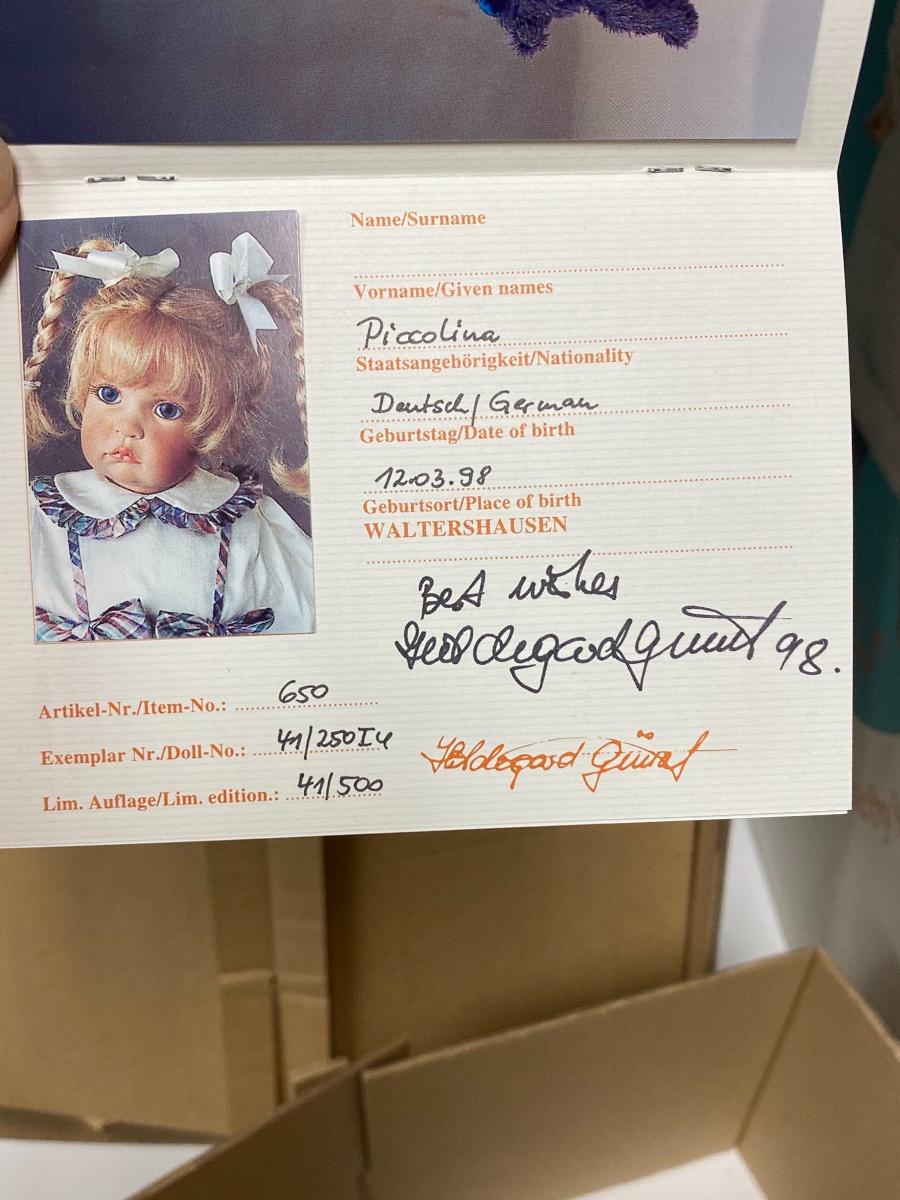 Name/Surname
Vorname/Given names
Piccolina
Staatsangehörigkeit/Nationality
Deutsch/German
Geburtstag/Date of birth
12.03.98
Geburtsort/Place of birth
WALTERSHAUSEN
Best wishes
Hildegard Günzel 98.
Artikel-Nr./Item-No.: 650
Exemplar Nr./Doll-No.: 41/250 I4
Lim. Auflage/Lim. edition.: 41/500
Hildegard Günzel